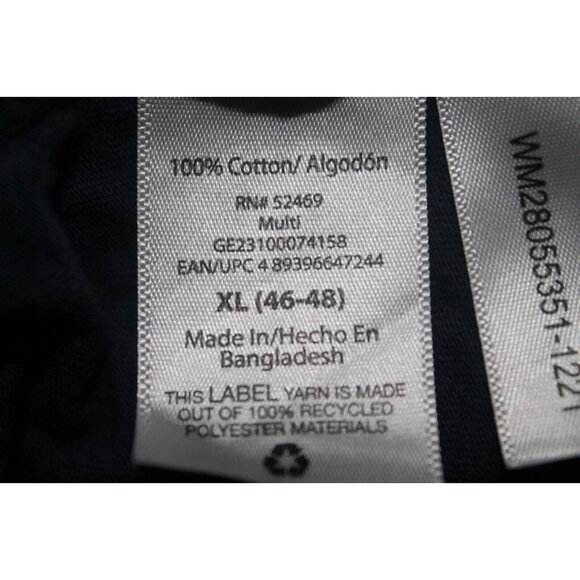 100% Cotton/ Algodón
RN# 52469
Multi
GE23100074158
EAN/UPC 4 89396647244
XL (46-48)
Made In/Hecho En
Bangladesh
THIS LABEL YARN IS MADE
OUT OF 100% RECYCLED
POLYESTER MATERIALS
WM28055351-1221